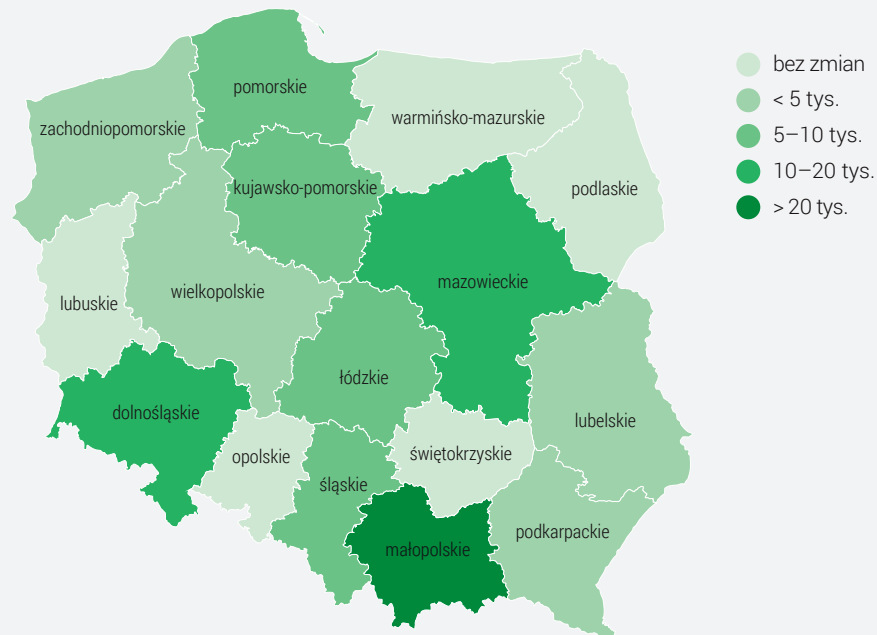 bez zmian
< 5 tys.
5–10 tys.
10–20 tys.
> 20 tys.
pomorskie
warmińsko-mazurskie
zachodniopomorskie
kujawsko-pomorskie
podlaskie
mazowieckie
lubuskie
wielkopolskie
łódzkie
dolnośląskie
lubelskie
opolskie
świętokrzyskie
śląskie
podkarpackie
małopolskie